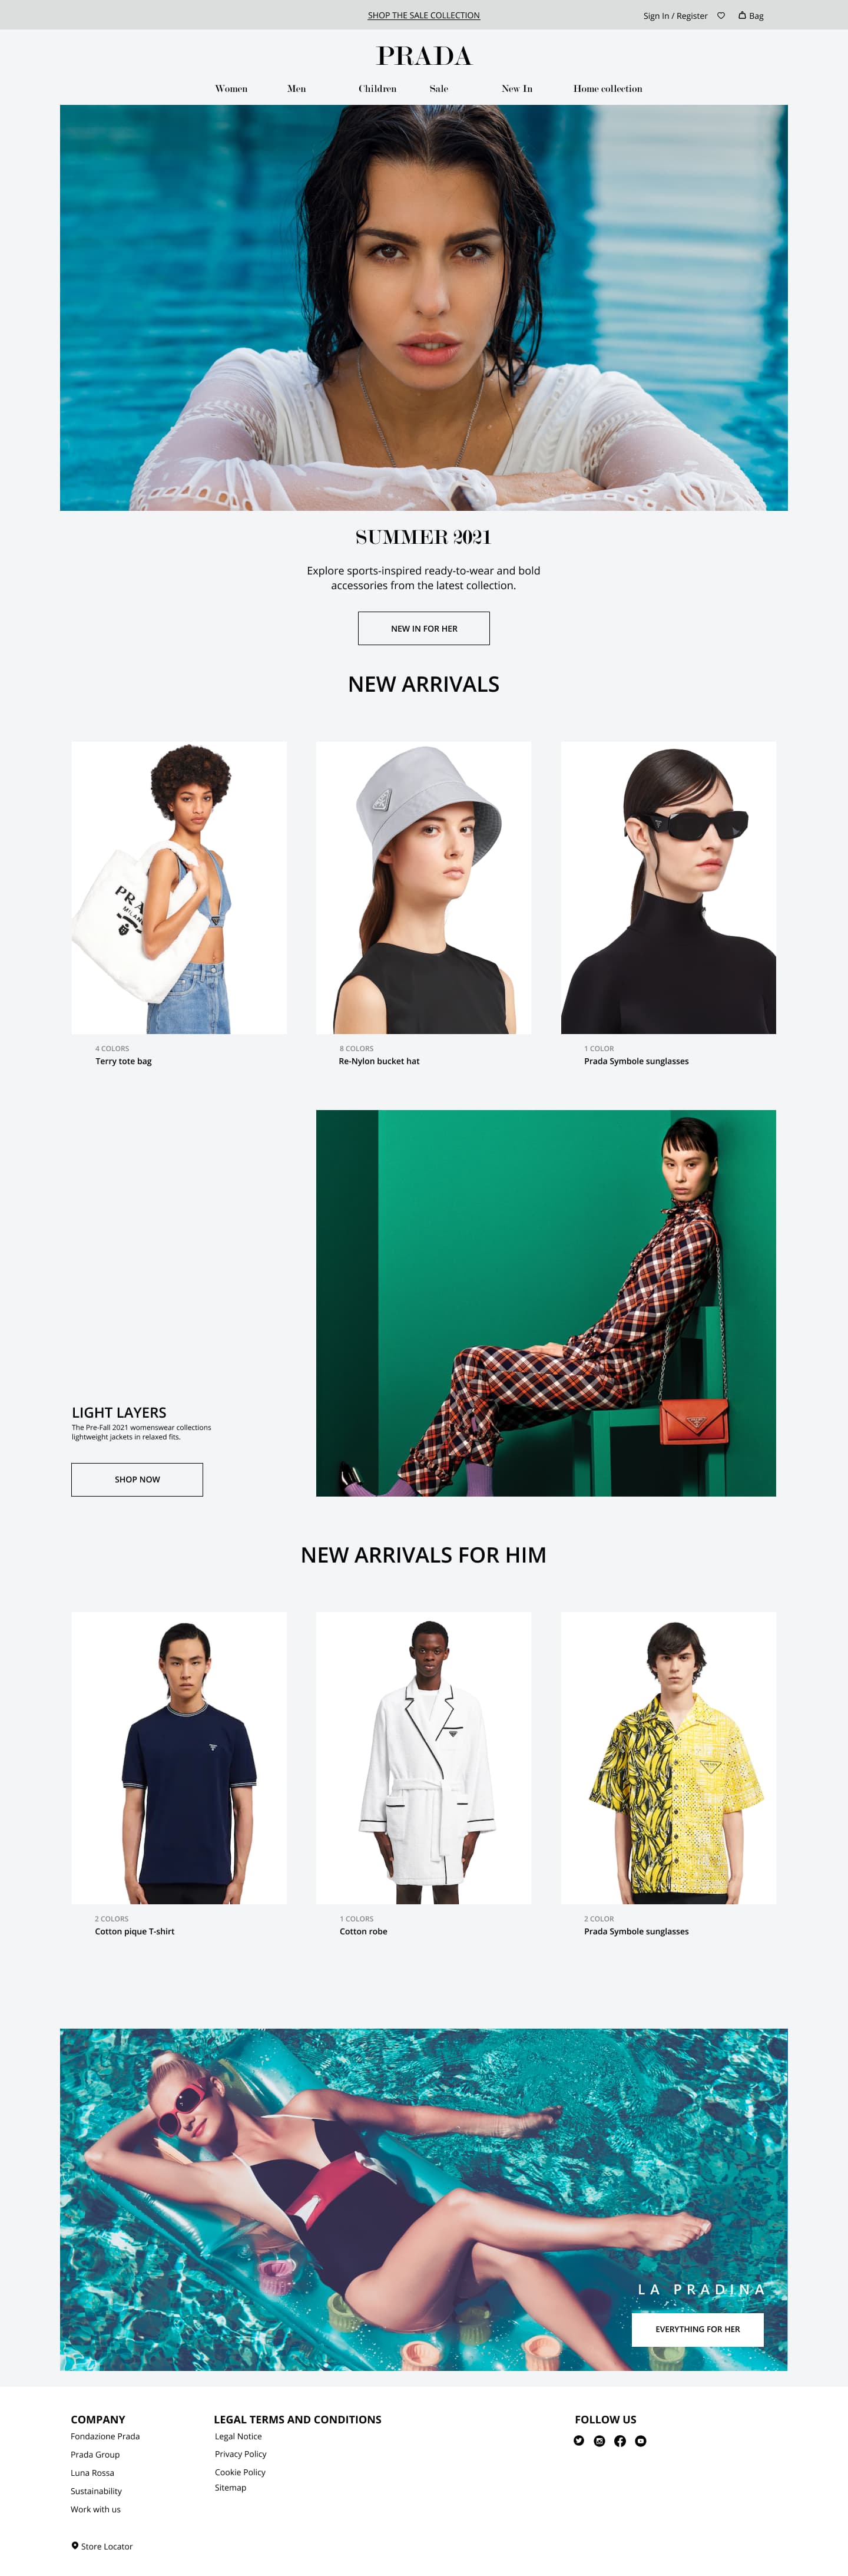 SHOP THE SALE COLLECTION
Sign In / Register
Bag
PRADA
Women Men Children Sale New In Home collection
SUMMER 2021
Explore sports-inspired ready-to-wear and bold
accessories from the latest collection.
NEW IN FOR HER
NEW ARRIVALS
PRA
MILAN
4 COLORS
Terry tote bag
8 COLORS
Re-Nylon bucket hat
1 COLOR
Prada Symbole sunglasses
LIGHT LAYERS
The Pre-Fall 2021 womenswear collections
lightweight jackets in relaxed fits.
SHOP NOW
NEW ARRIVALS FOR HIM
2 COLORS
Cotton pique T-shirt
1 COLORS
Cotton robe
2 COLOR
Prada Symbole sunglasses
LA PRADINA
EVERYTHING FOR HER
COMPANY
Fondazione Prada
Prada Group
Luna Rossa
Sustainability
Work with us
Store Locator
LEGAL TERMS AND CONDITIONS
Legal Notice
Privacy Policy
Cookie Policy
Sitemap
FOLLOW US